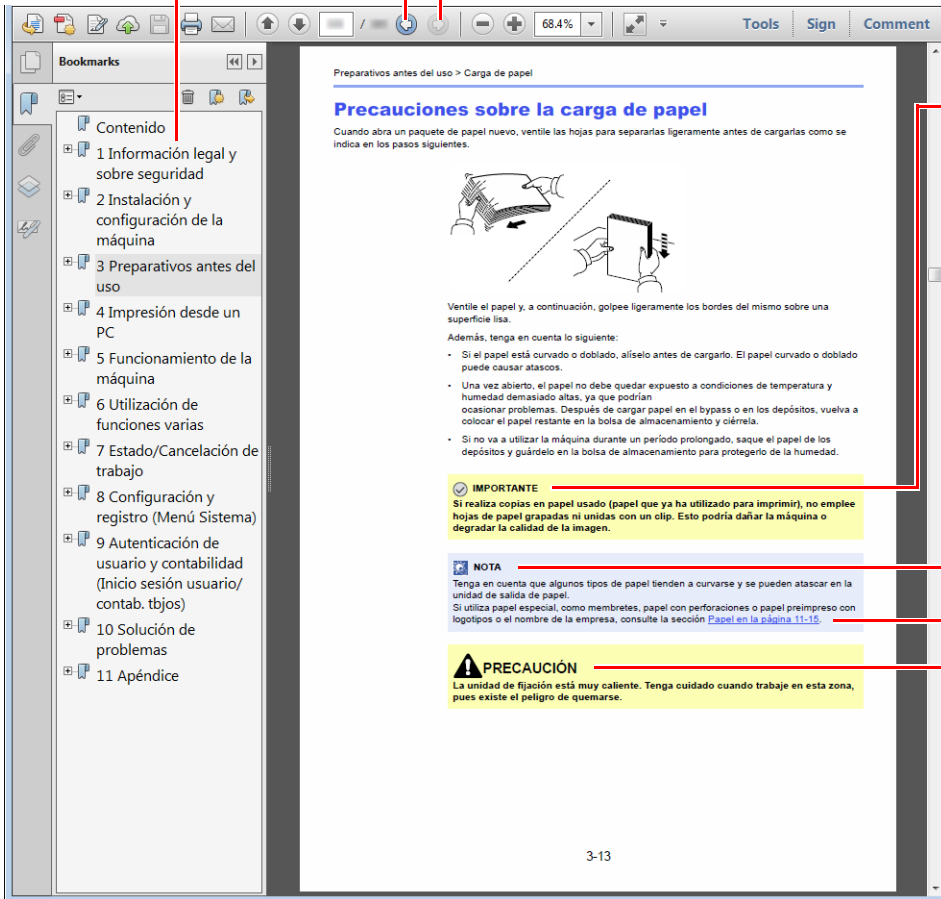 68.4%
Tools
Sign
Comment
Bookmarks
Contenido
1 Información legal y
sobre seguridad
2 Instalación y
configuración de la
máquina
3 Preparativos antes del
uso
4 Impresión desde un
PC
5 Funcionamiento de la
máquina
6 Utilización de
funciones varias
7 Estado/Cancelación de
trabajo
8 Configuración y
registro (Menú Sistema)
9 Autenticación de
usuario y contabilidad
(Inicio sesión usuario/
contab. tbjos)
10 Solución de
problemas
11 Apéndice
Preparativos antes del uso > Carga de papel
Precauciones sobre la carga de papel
Cuando abra un paquete de papel nuevo, ventile las hojas para separarlas ligeramente antes de cargarlas como se
indica en los pasos siguientes.
Ventile el papel y, a continuación, golpee ligeramente los bordes del mismo sobre una
superficie lisa.
Además, tenga en cuenta lo siguiente:
• Si el papel está curvado o doblado, alíselo antes de cargarlo. El papel curvado o doblado
puede causar atascos.
• Una vez abierto, el papel no debe quedar expuesto a condiciones de temperatura y
humedad demasiado altas, ya que podrían
ocasionar problemas. Después de cargar papel en el bypass o en los depósitos, vuelva a
colocar el papel restante en la bolsa de almacenamiento y ciérrela.
• Si no va a utilizar la máquina durante un período prolongado, saque el papel de los
depósitos y guárdelo en la bolsa de almacenamiento para protegerlo de la humedad.
IMPORTANTE
Si realiza copias en papel usado (papel que ya ha utilizado para imprimir), no emplee
hojas de papel grapadas ni unidas con un clip. Esto podría dañar la máquina o
degradar la calidad de la imagen.
NOTA
Tenga en cuenta que algunos tipos de papel tienden a curvarse y se pueden atascar en la
unidad de salida de papel.
Si utiliza papel especial, como membretes, papel con perforaciones o papel preimpreso con
logotipos o el nombre de la empresa, consulte la sección Papel en la página 11-15.
PRECAUCIÓN
La unidad de fijación está muy caliente. Tenga cuidado cuando trabaje en esta zona,
pues existe el peligro de quemarse.
3-13